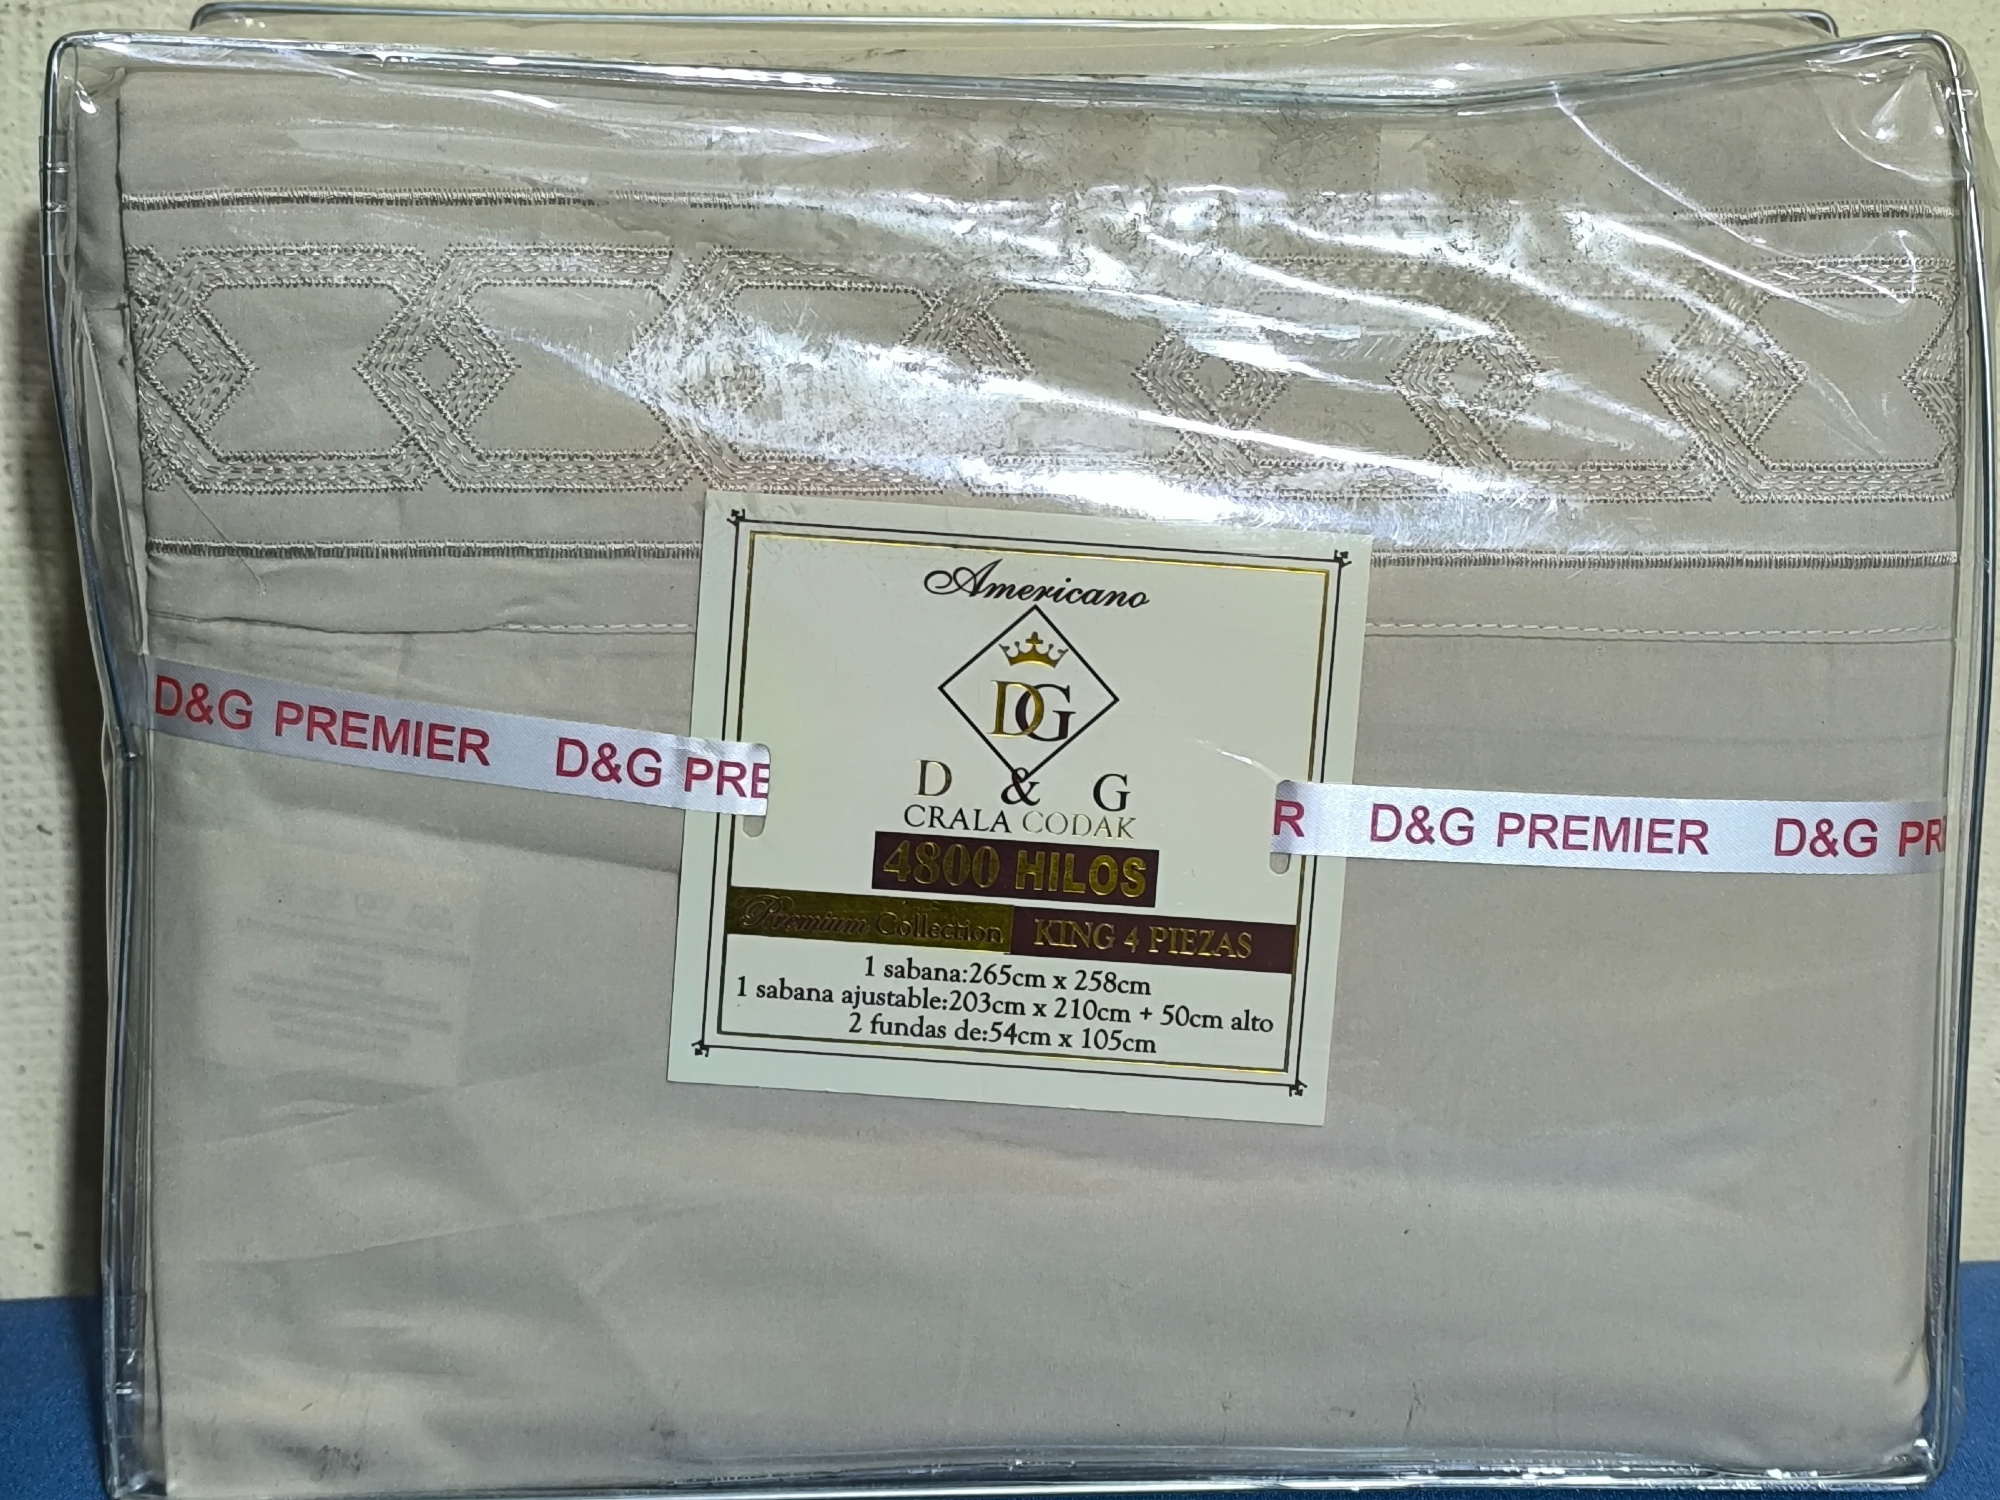 Americano
DG
D & G
CRALA CODAK
4800 HILOS
Premium Collection KING 4 PIEZAS
1 sabana:265cm x 258cm
1 sabana ajustable:203cm x 210cm + 50cm alto
2 fundas de:54cm x 105cm
D&G PREMIER D&G PRE
R D&G PREMIER D&G PR